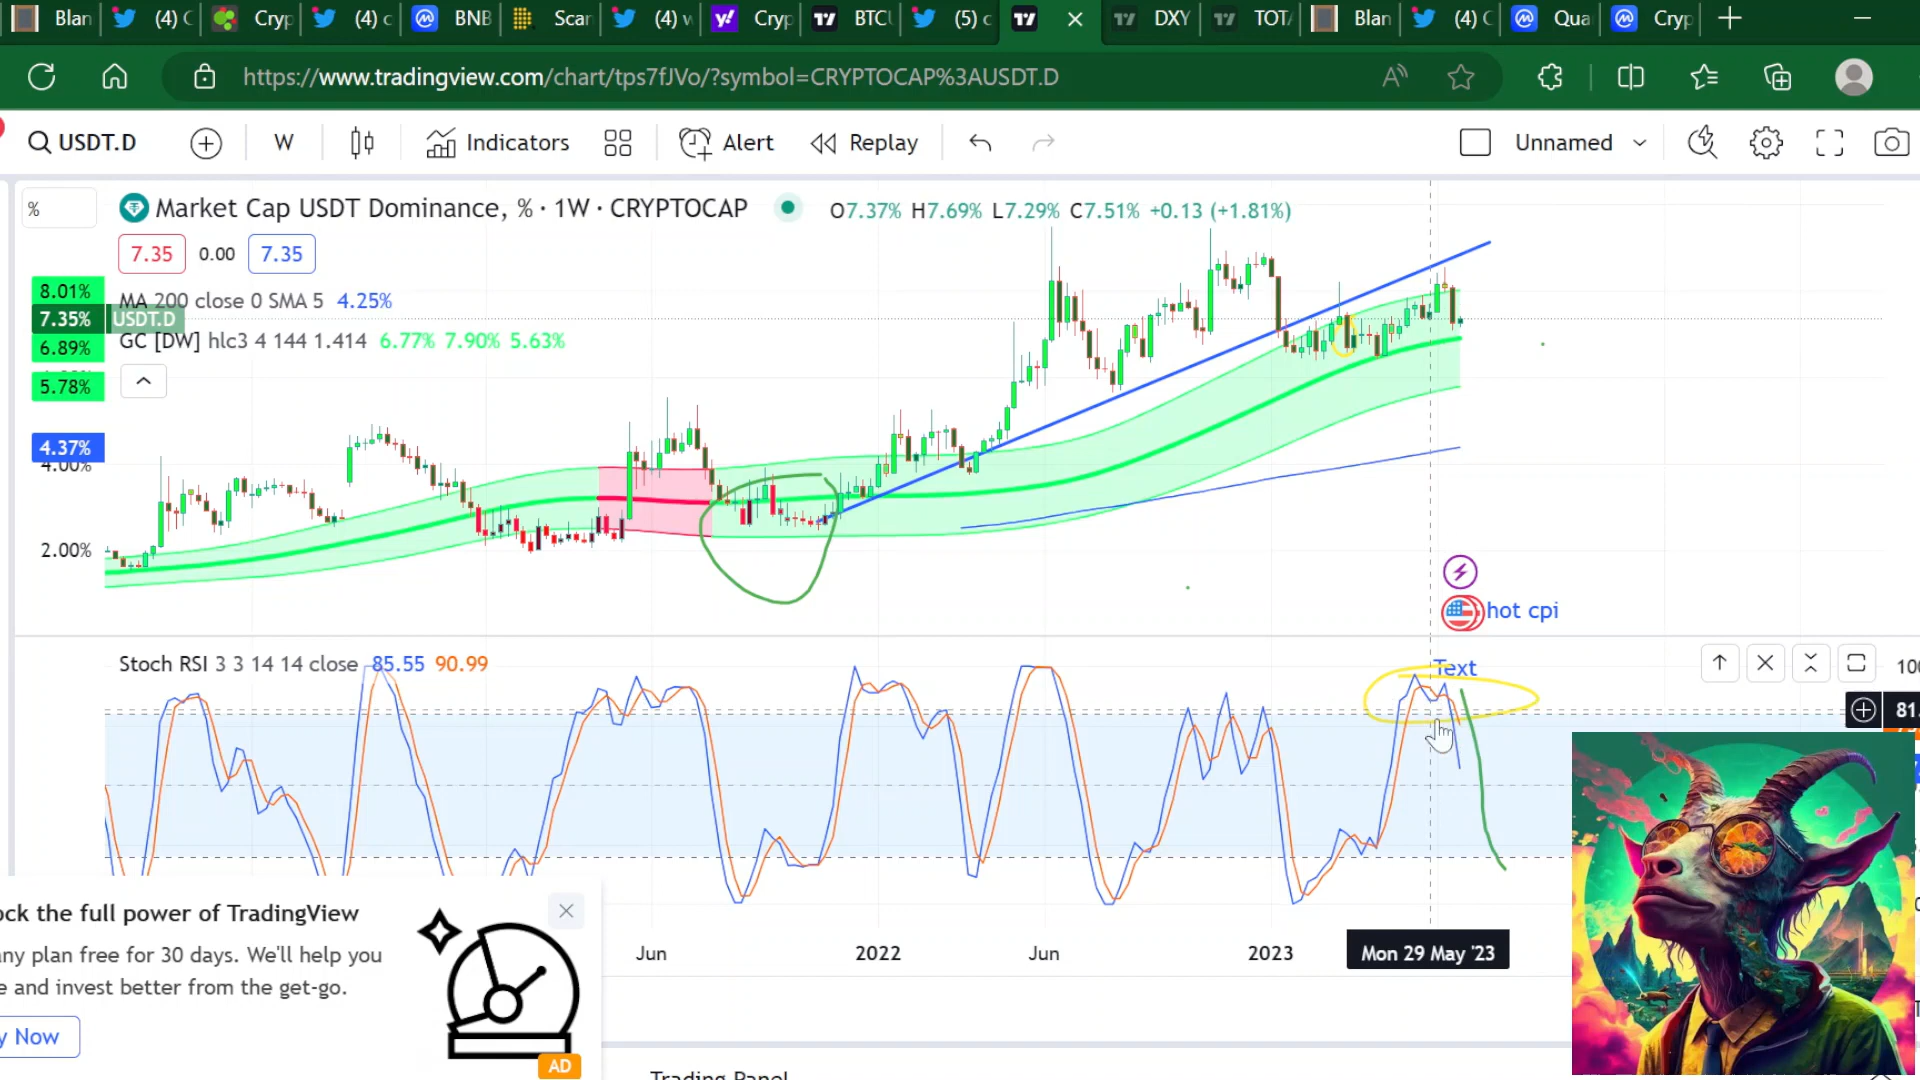 Blan (4) C Cryp (4) c BNB Scar (4) v Cryp BTCU (5) c DXY TOTA Blan (4) C Qua Cryp
https://www.tradingview.com/chart/tps7fJVo/?symbol=CRYPTOCAP%3AUSDT.D
USDT.D W Indicators Alert Replay Unnamed
% Market Cap USDT Dominance, % · 1W · CRYPTOCAP O7.37% H7.69% L7.29% C7.51% +0.13 (+1.81%)
7.35 0.00 7.35
8.01% MA 200 close 0 SMA 5 4.25%
7.35% USDT.D
6.89% GC [DW] hlc3 4 144 1.414 6.77% 7.90% 5.63%
5.78%
4.37%
4.00%
2.00%
hot cpi
Stoch RSI 3 3 14 14 close 85.55 90.99 Text 100
81.
ock the full power of TradingView
any plan free for 30 days. We'll help you
e and invest better from the get-go.
y Now
AD
Jun 2022 Jun 2023 Mon 29 May '23
Trading Panel